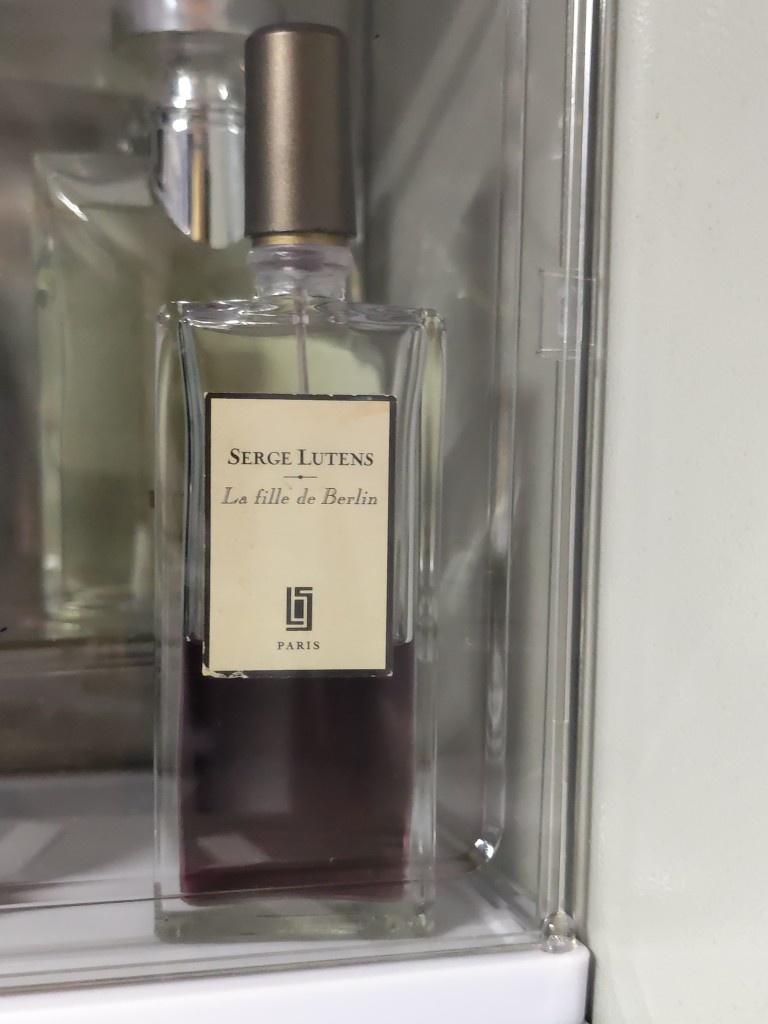 SERGE LUTENS
La fille de Berlin
PARIS